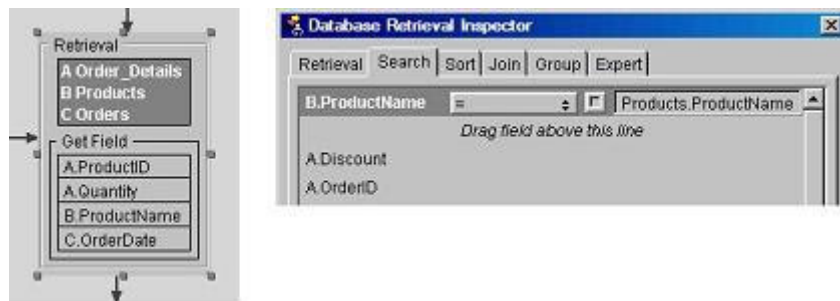 Retrieval
A Order_Details
B Products
C Orders
Get Field
A.ProductID
A.Quantity
B.ProductName
C.OrderDate
Database Retrieval Inspector
Retrieval Search Sort Join Group Expert
B.ProductName = Products.ProductName
Drag field above this line
A.Discount
A.OrderID